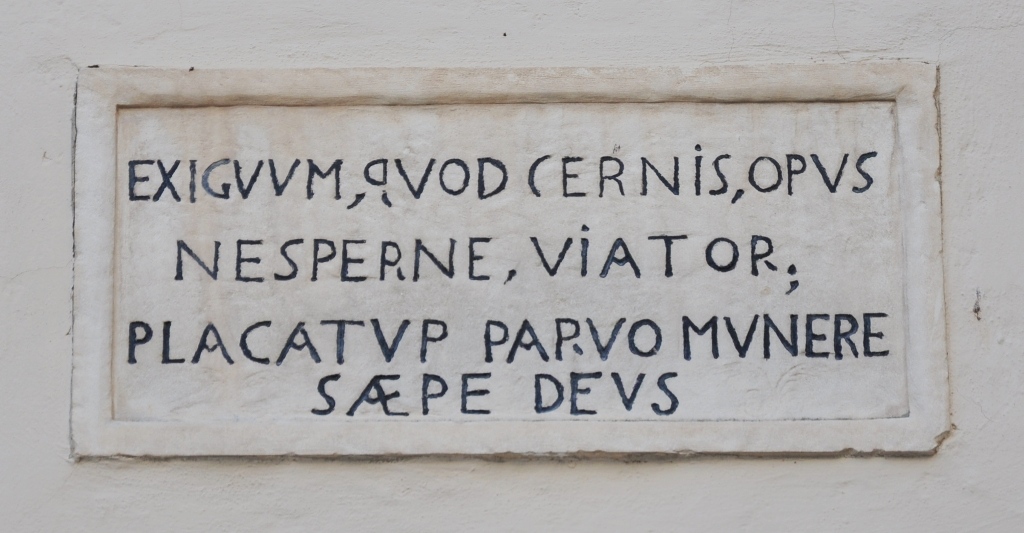 EXIGVVM, QVOD CERNIS, OPVS
NESPERNE, VIATOR;
PLACATVP PARVO MVNERE
SÆPE DEVS